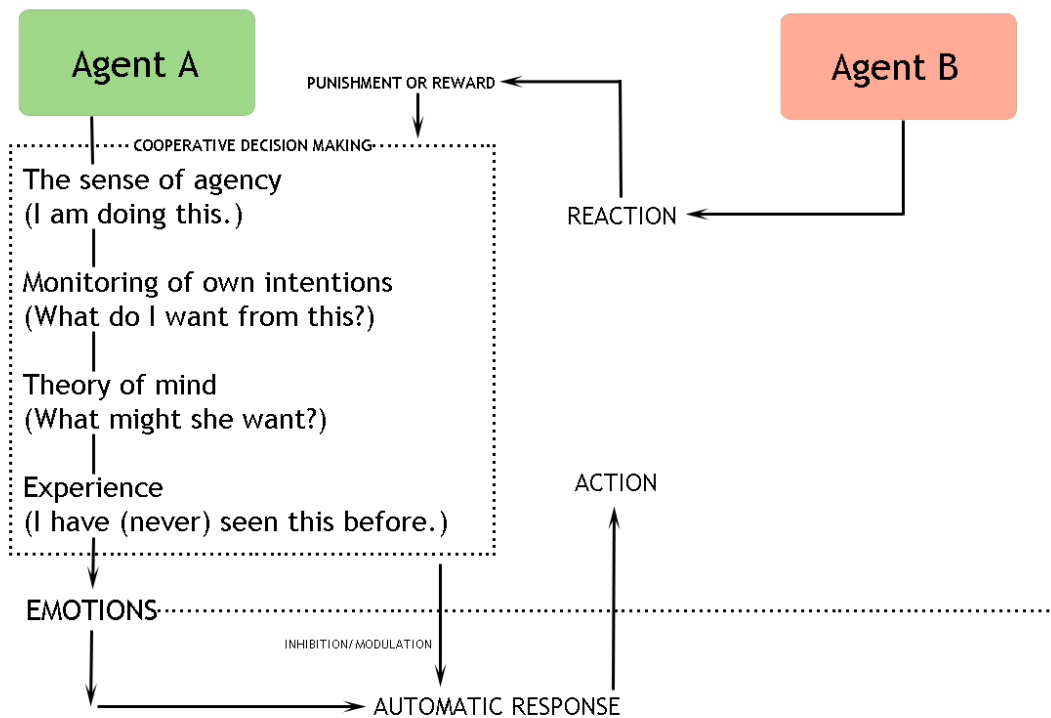 Agent A
Agent B
PUNISHMENT OR REWARD
COOPERATIVE DECISION MAKING
The sense of agency
(I am doing this.)
REACTION
Monitoring of own intentions
(What do I want from this?)
Theory of mind
(What might she want?)
Experience
(I have (never) seen this before.)
ACTION
EMOTIONS
INHIBITION/ MODULATION
AUTOMATIC RESPONSE